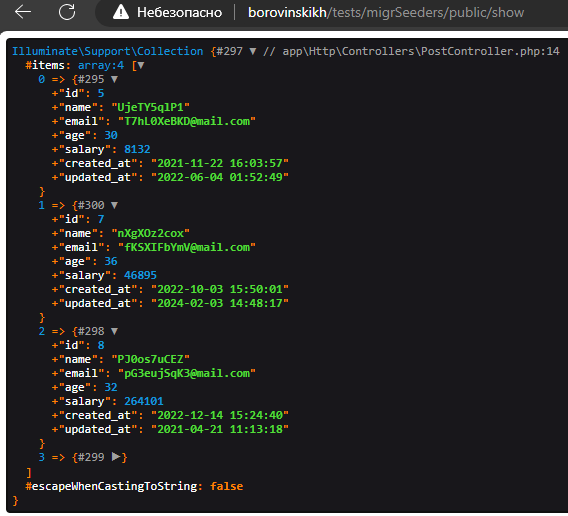 Небезопасно borovinskikh/tests/migrSeeders/public/show
Illuminate\Support\Collection {#297 ▼ // app\Http\Controllers\PostController.php:14
#items: array:4 [▼
0 => {#295 ▼
+"id": 5
+"name": "UjeTY5qlP1"
+"email": "T7hL0XeBKD@mail.com"
+"age": 30
+"salary": 8132
+"created_at": "2021-11-22 16:03:57"
+"updated_at": "2022-06-04 01:52:49"
}
1 => {#300 ▼
+"id": 7
+"name": "nXgXOz2cox"
+"email": "fKSXIFbYmV@mail.com"
+"age": 36
+"salary": 46895
+"created_at": "2022-10-03 15:50:01"
+"updated_at": "2024-02-03 14:48:17"
}
2 => {#298 ▼
+"id": 8
+"name": "PJ0os7uCEZ"
+"email": "pG3eujSqK3@mail.com"
+"age": 32
+"salary": 264101
+"created_at": "2022-12-14 15:24:40"
+"updated_at": "2021-04-21 11:13:18"
}
3 => {#299 ▶}
]
#escapeWhenCastingToString: false
}